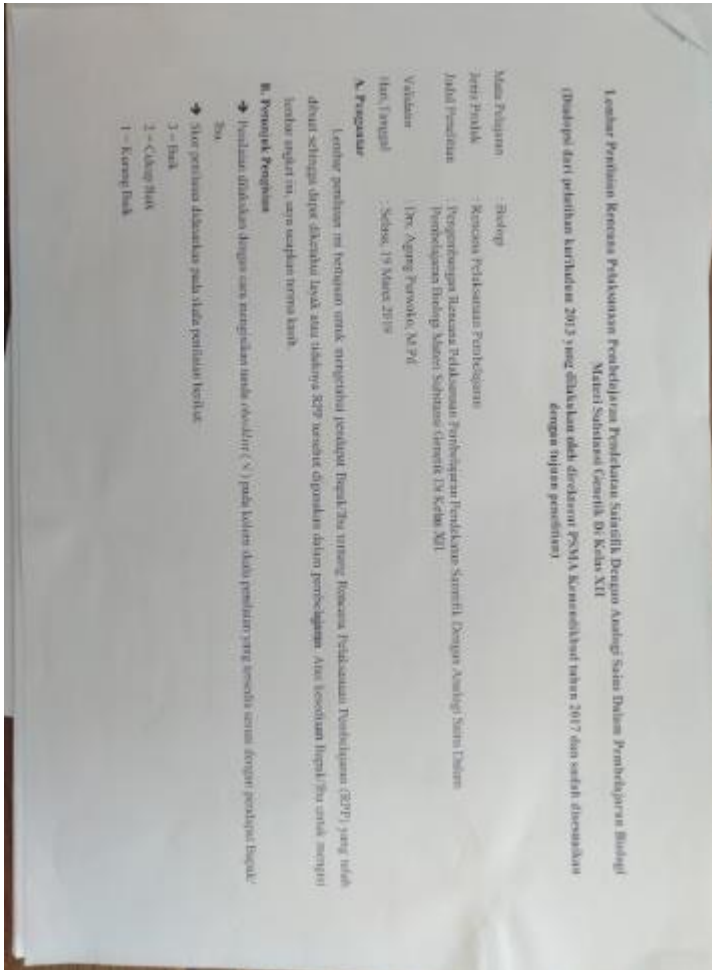 Lembar Penilaian Rencana Pelaksanaan Pembelajaran Pendekatan Saintifik Dengan Analogi Sains Dalam Pembelajaran Biologi
Materi Substansi Genetik Di Kelas XII
(Diadopsi dari pelatihan kurikulum 2013 yang dilakukan oleh direktorat PSMA Kemendikbud tahun 2017 dan sudah disesuaikan
dengan tujuan penelitian)
Mata Pelajaran : Biologi
Jenis Produk : Rencana Pelaksanaan Pembelajaran
Judul Penelitian : Pengembangan Rencana Pelaksanaan Pembelajaran Pendekatan Saintifik Dengan Analogi Sains Dalam
Pembelajaran Biologi Materi Substansi Genetik Di Kelas XII
Validator : Drs. Agung Purwoko, M.Pd
Hari,Tanggal : Selasa, 19 Maret 2019
A. Pengantar
Lembar penilaian ini bertujuan untuk mengetahui pendapat Bapak/Ibu tentang Rencana Pelaksanaan Pembelajaran (RPP) yang telah
dibuat sehingga dapat diketahui layak atau tidaknya RPP tersebut digunakan dalam pembelajaran. Atas kesediaan Bapak/Ibu untuk mengisi
lembar angket ini, saya ucapkan terima kasih.
B. Petunjuk Pengisian
➔ Penilaian dilakukan dengan cara mengisikan tanda checklist (√) pada kolom skala penilaian yang tersedia sesuai dengan pendapat Bapak/
Ibu
➔ Skor penilaian didasarkan pada skala penilaian berikut:
3 = Baik
2 = Cukup Baik
1 = Kurang Baik